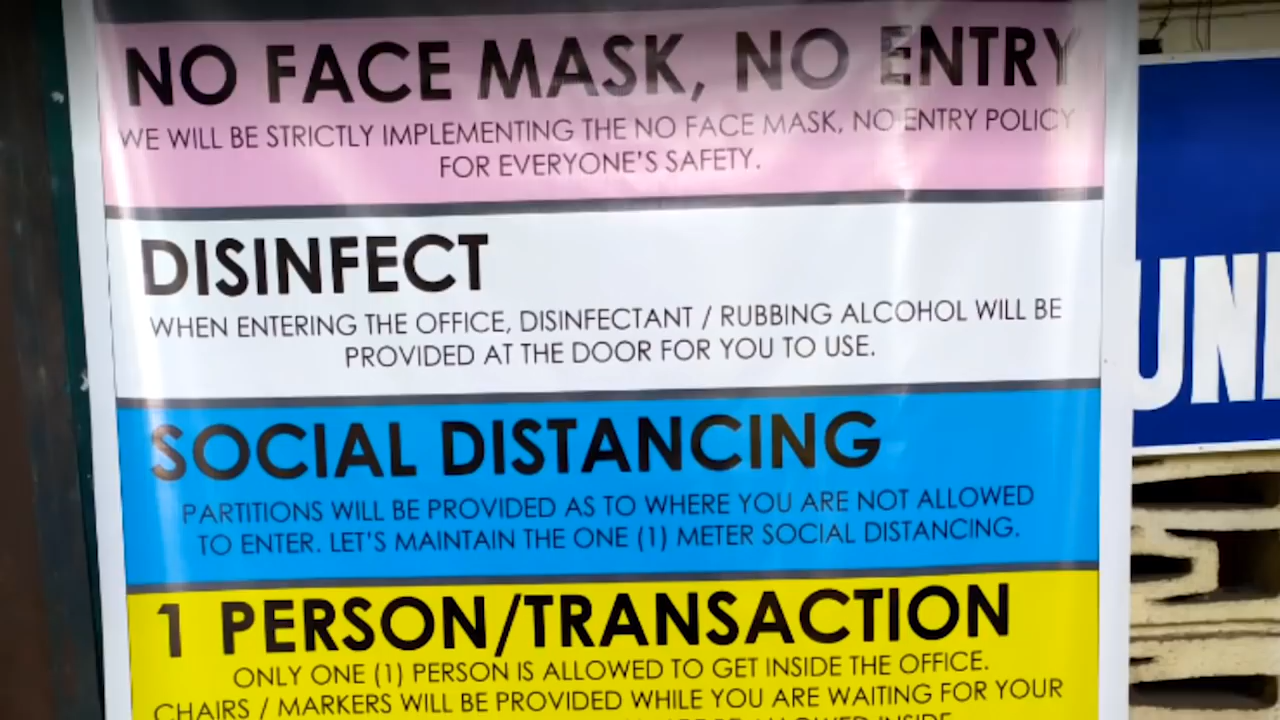 NO FACE MASK, NO ENTRY
WE WILL BE STRICTLY IMPLEMENTING THE NO FACE MASK, NO ENTRY POLICY
FOR EVERYONE'S SAFETY.
DISINFECT
WHEN ENTERING THE OFFICE, DISINFECTANT / RUBBING ALCOHOL WILL BE
PROVIDED AT THE DOOR FOR YOU TO USE.
SOCIAL DISTANCING
PARTITIONS WILL BE PROVIDED AS TO WHERE YOU ARE NOT ALLOWED
TO ENTER. LET'S MAINTAIN THE ONE (1) METER SOCIAL DISTANCING.
1 PERSON/TRANSACTION
ONLY ONE (1) PERSON IS ALLOWED TO GET INSIDE THE OFFICE.
CHAIRS / MARKERS WILL BE PROVIDED WHILE YOU ARE WAITING FOR YOUR
ALLOWED INSIDE